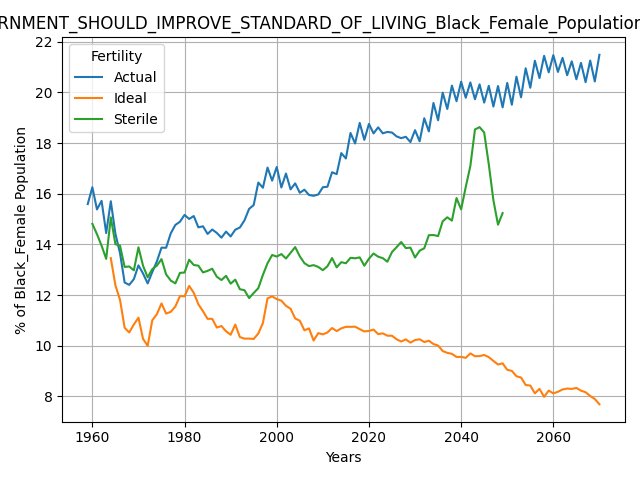 RNMENT_SHOULD_IMPROVE_STANDARD_OF_LIVING_Black_Female_Population
22
20
18
16
14
12
10
8
% of Black_Female Population
Fertility
Actual
Ideal
Sterile
1960 1980 2000 2020 2040 2060
Years